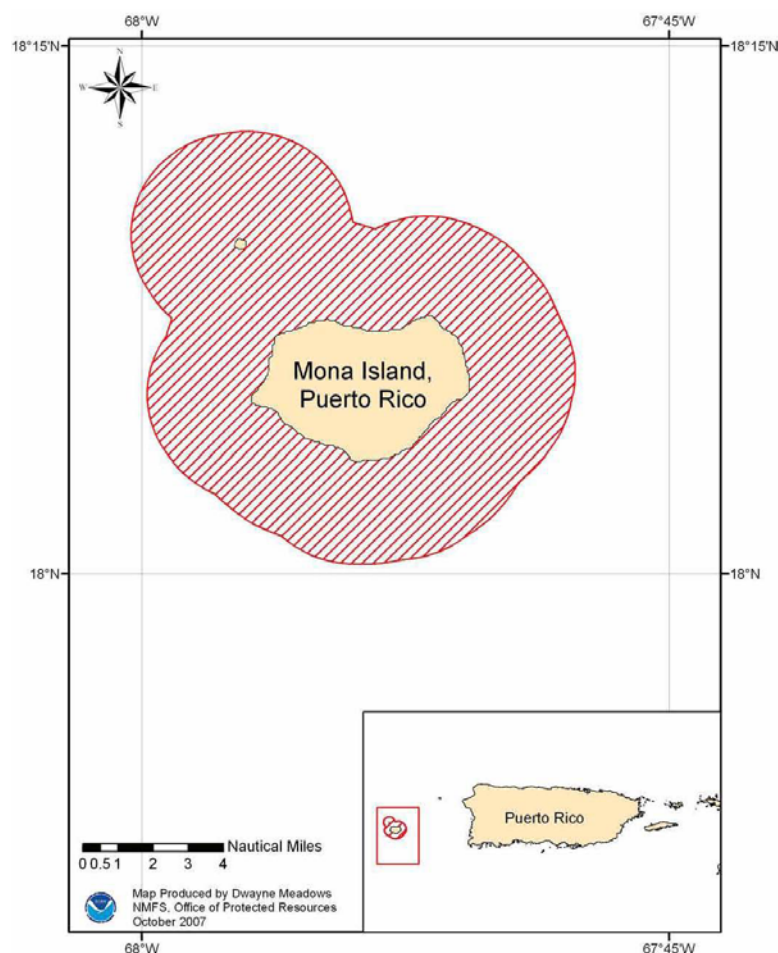 68°W 67°45'W
18°15'N 18°15'N
N
W E
S
Mona Island,
Puerto Rico
18°N 18°N
Puerto Rico
Nautical Miles
0 0.5 1 2 3 4
Map Produced by Dwayne Meadows
NMFS, Office of Protected Resources
October 2007
68°W 67°45'W